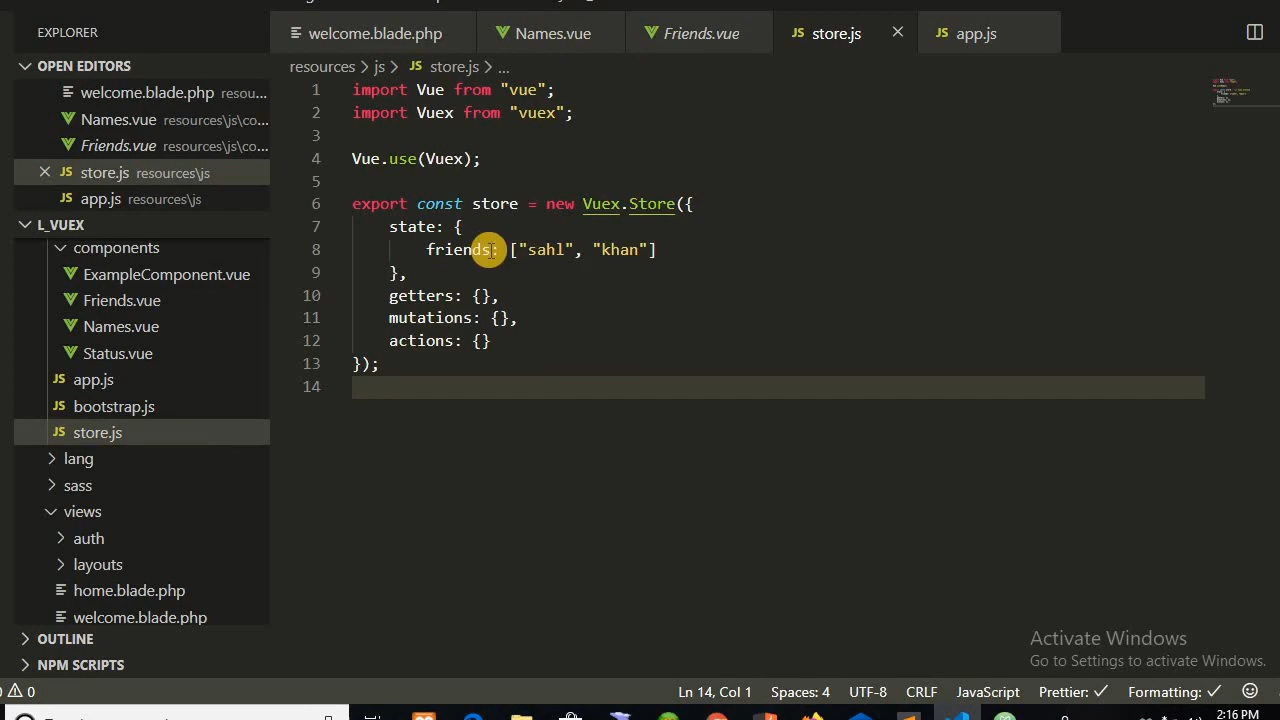 EXPLORER
OPEN EDITORS
welcome.blade.php resou...
Names.vue resources\js\co...
Friends.vue resources\js\co...
store.js resources\js
app.js resources\js
L_VUEX
components
ExampleComponent.vue
Friends.vue
Names.vue
Status.vue
app.js
bootstrap.js
store.js
lang
sass
views
auth
layouts
home.blade.php
welcome.blade.php
OUTLINE
NPM SCRIPTS
welcome.blade.php Names.vue Friends.vue JS store.js JS app.js
resources > js > JS store.js > ...
1 import Vue from "vue";
2 import Vuex from "vuex";
3
4 Vue.use(Vuex);
5
6 export const store = new Vuex.Store({
7 state: {
8 friends: ["sahl", "khan"]
9 },
10 getters: {},
11 mutations: {},
12 actions: {}
13 });
14
Activate Windows
Go to Settings to activate Windows.
0 Ln 14, Col 1 Spaces: 4 UTF-8 CRLF JavaScript Prettier: ✓ Formatting: ✓
2:16 PM